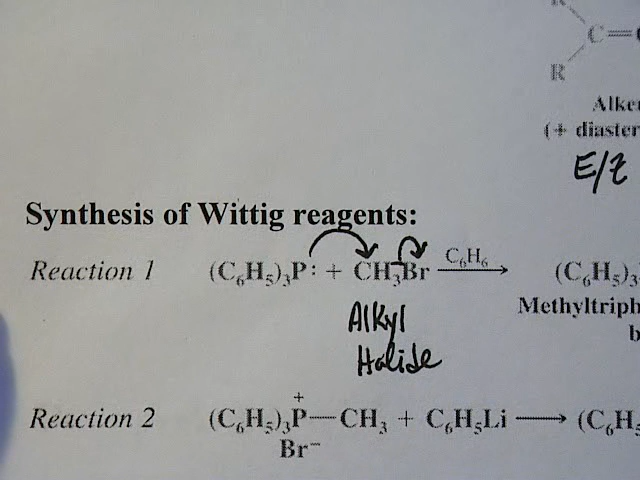 C=
R
Alke
(+ diaster
E/Z
Synthesis of Wittig reagents:
Reaction 1 (C₆H₅)₃P: + CH₃Br C₆H₆ ⟶ (C₆H₅)₃
Methyltriph
b
Alkyl
Halide
Reaction 2 (C₆H₅)₃P⁺—CH₃ + C₆H₅Li ⟶ (C₆H₅
Br⁻